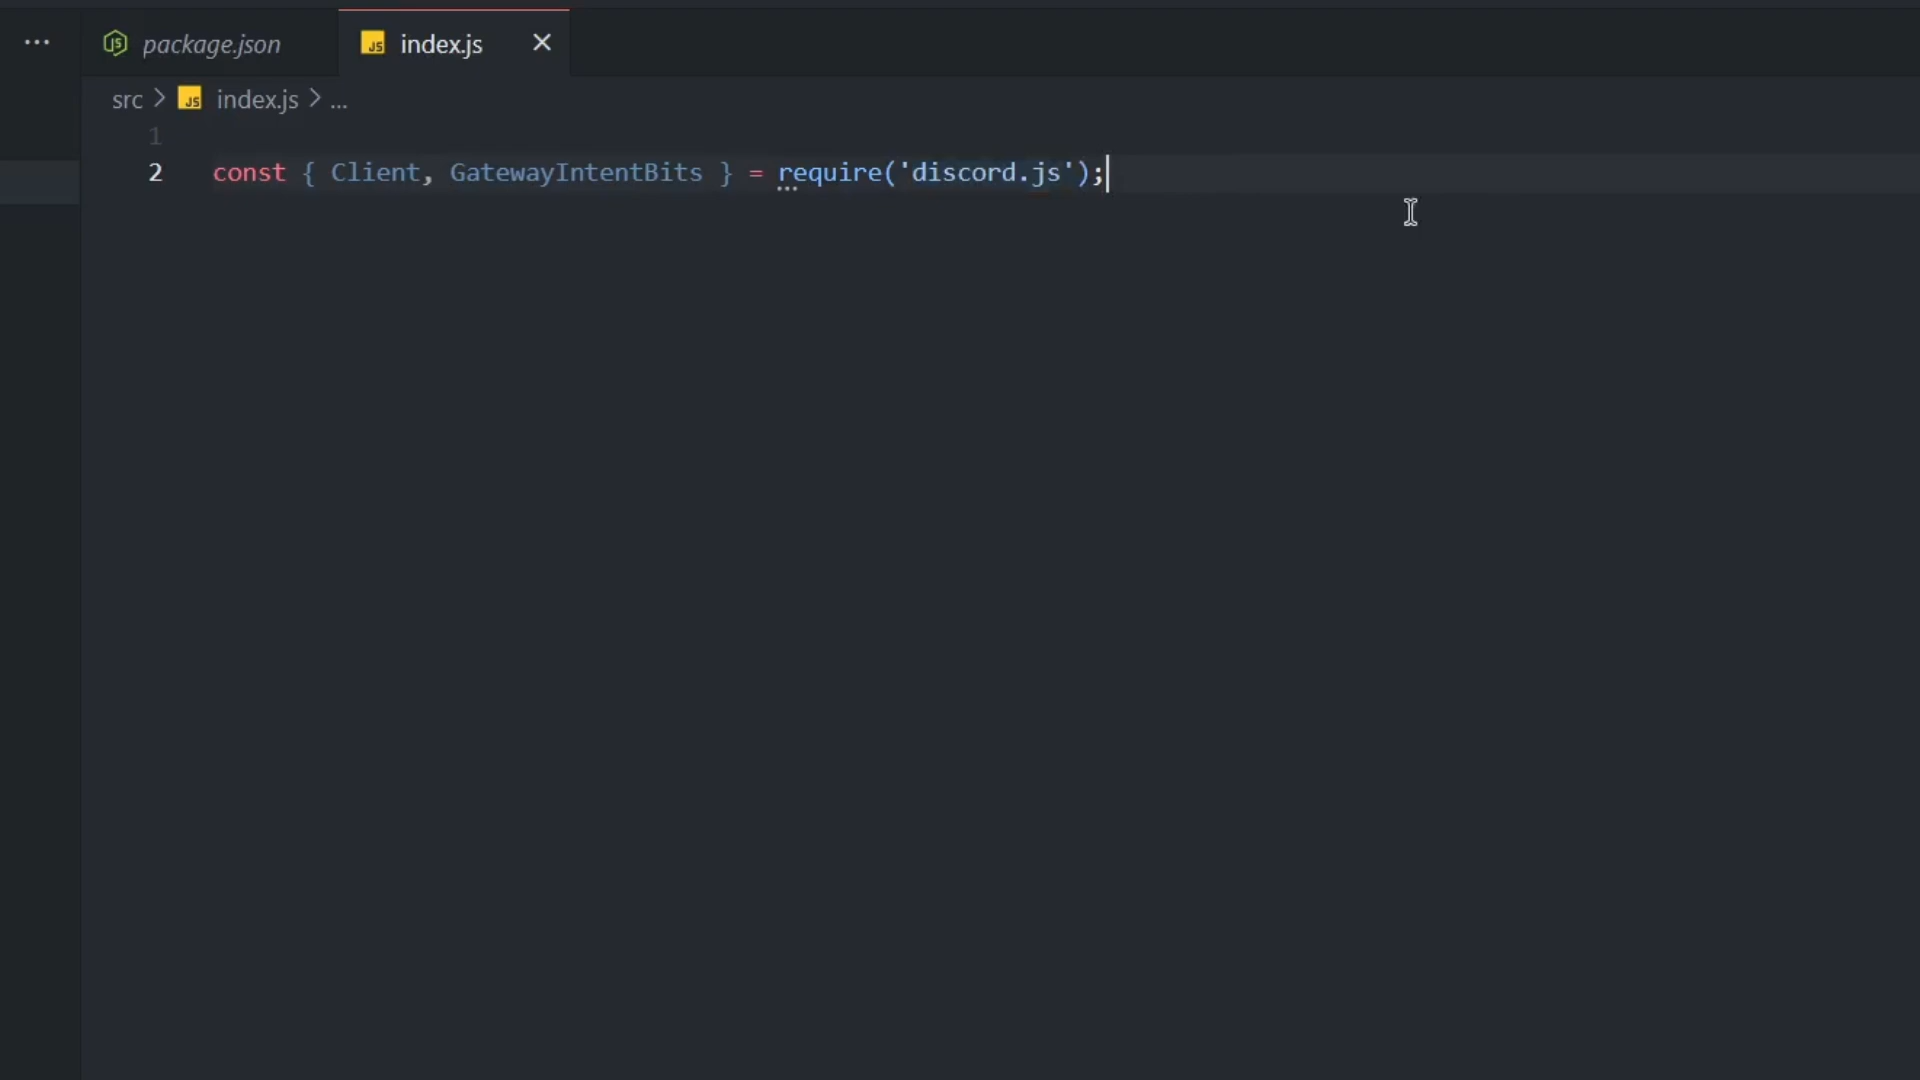 ... package.json index.js
src > index.js > ...
1
2 const { Client, GatewayIntentBits } = require('discord.js');